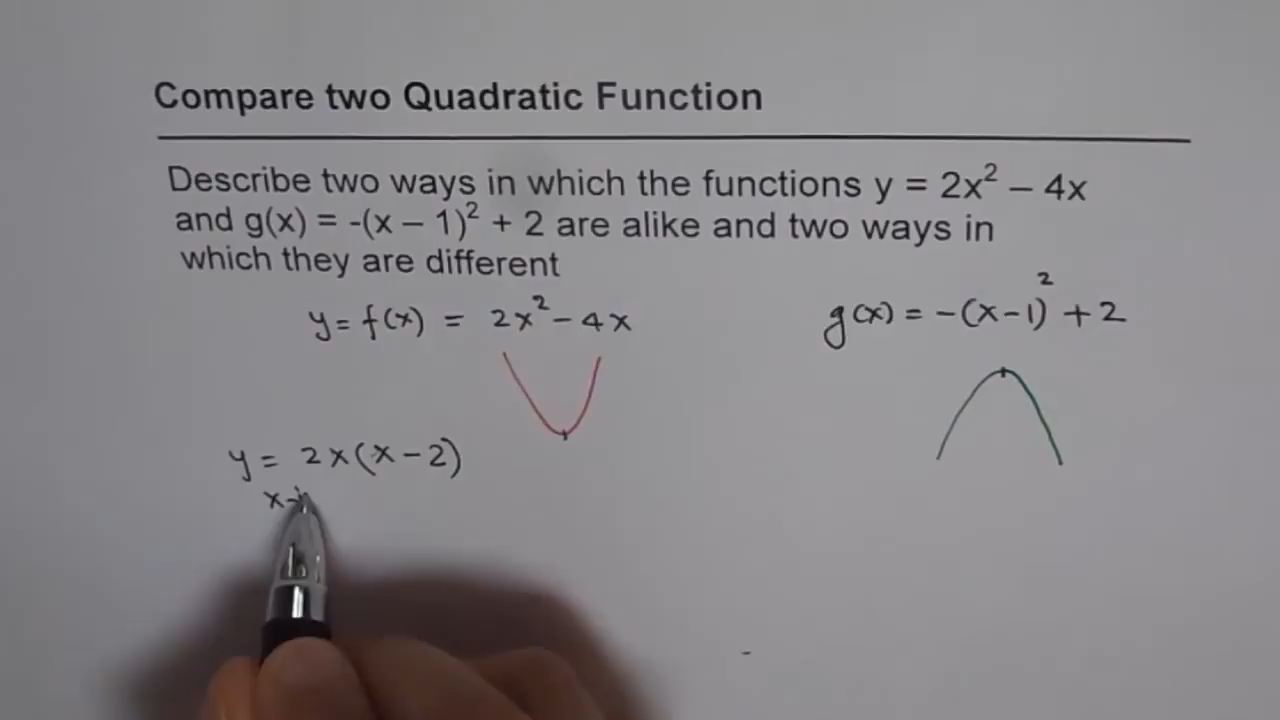 Compare two Quadratic Function
Describe two ways in which the functions y = 2x² – 4x
and g(x) = -(x – 1)² + 2 are alike and two ways in
which they are different
y = f(x) = 2x² – 4x
g(x) = –(x–1)² + 2
y = 2x(x–2)
x-